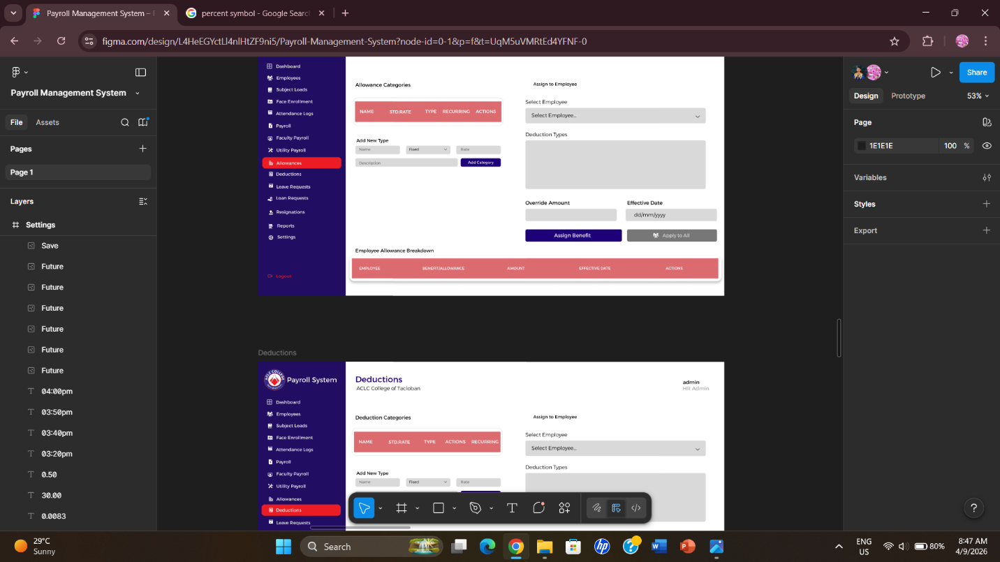 Payroll Management System – F
percent symbol - Google Search
figma.com/design/L4HeEGYctLl4nlHtZF9ni5/Payroll-Management-System?node-id=0-1&p=f&t=UqM5uVMRtEd4YFNF-0
Payroll Management System
File
Assets
Pages
Page 1
Layers
Settings
Save
Future
Future
Future
Future
Future
Future
04:00pm
03:50pm
03:40pm
03:20pm
0.50
30.00
0.0083
Dashboard
Employees
Subject Loads
Face Enrollment
Attendance Logs
Payroll
Faculty Payroll
Utility Payroll
Allowances
Deductions
Leave Requests
Loan Requests
Resignations
Reports
Settings
Logout
Allowance Categories
NAME STD.RATE TYPE RECURRING ACTIONS
Add New Type
Name Fixed Rate
Description Add Category
Assign to Employee
Select Employee
Select Employee...
Deduction Types
Override Amount Effective Date
dd/mm/yyyy
Assign Benefit Apply to All
Employee Allowance Breakdown
EMPLOYEE BENEFIT/ALLOWANCE AMOUNT EFFECTIVE DATE ACTIONS
Deductions
ACLC COLLEGE
Payroll System
Dashboard
Employees
Subject Loads
Face Enrollment
Attendance Logs
Payroll
Faculty Payroll
Utility Payroll
Allowances
Deductions
Leave Requests
Deductions
ACLC College of Tacloban
admin
HR Admin
Deduction Categories
NAME STD.RATE TYPE ACTIONS RECURRING
Add New Type
Name Fixed Rate
Assign to Employee
Select Employee
Select Employee...
Deduction Types
Share
Design Prototype 53%
Page
1E1E1E 100 %
Variables
Styles
Export
?
29°C
Sunny
Search
ENG
US
80%
8:47 AM
4/9/2026